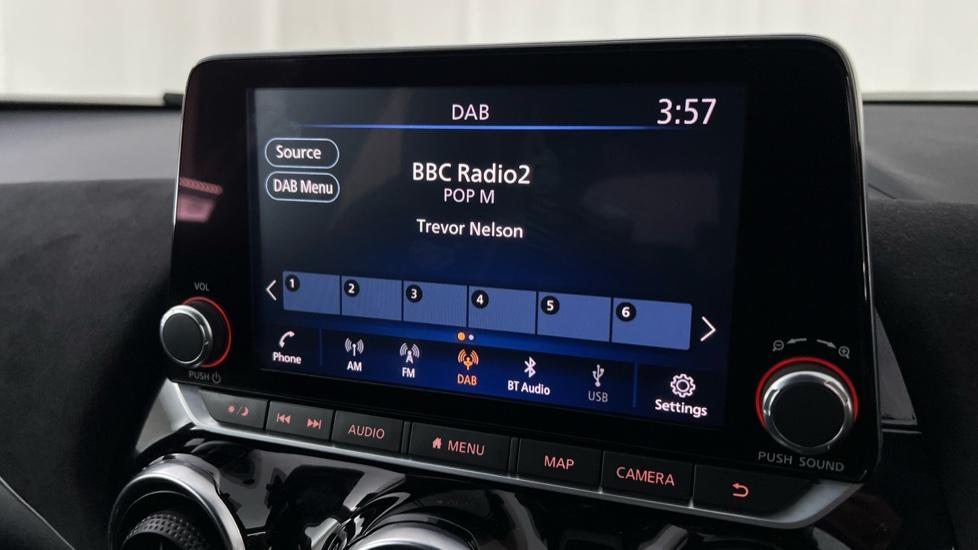 DAB
3:57
Source
DAB Menu
BBC Radio2
POP M
Trevor Nelson
1 2 3 4 5 6
Phone
AM
FM
DAB
BT Audio
USB
Settings
VOL
PUSH
PUSH SOUND
AUDIO
MENU
MAP
CAMERA